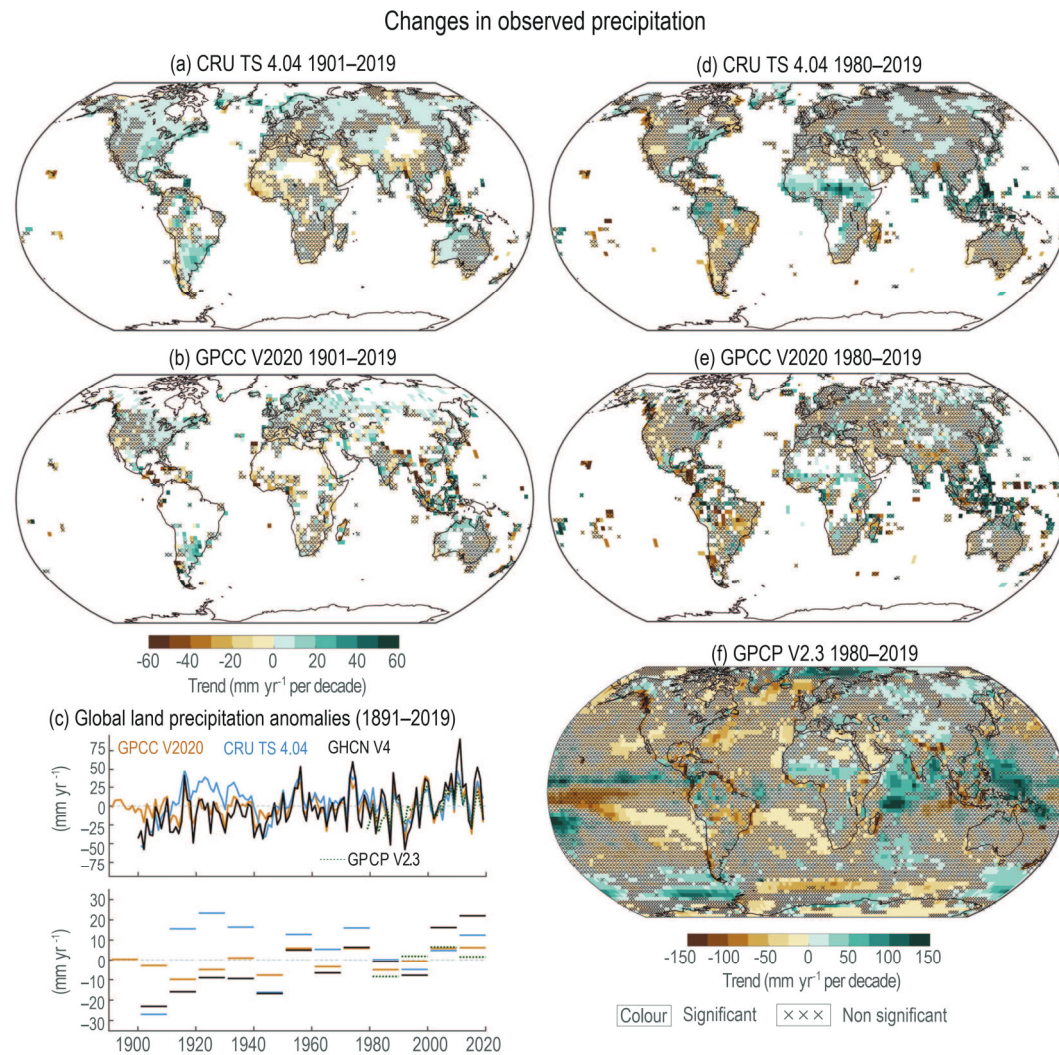 Changes in observed precipitation
(a) CRU TS 4.04 1901–2019
(d) CRU TS 4.04 1980–2019
(b) GPCC V2020 1901–2019
(e) GPCC V2020 1980–2019
-60 -40 -20 0 20 40 60
Trend (mm yr⁻¹ per decade)
(f) GPCP V2.3 1980–2019
(c) Global land precipitation anomalies (1891–2019)
GPCC V2020 CRU TS 4.04 GHCN V4
75
50
25
0
−25
−50
−75
(mm yr⁻¹)
GPCP V2.3
30
20
10
0
−10
−20
−30
(mm yr⁻¹)
1900 1920 1940 1960 1980 2000 2020
-150 -100 -50 0 50 100 150
Trend (mm yr⁻¹ per decade)
Colour Significant ××× Non significant